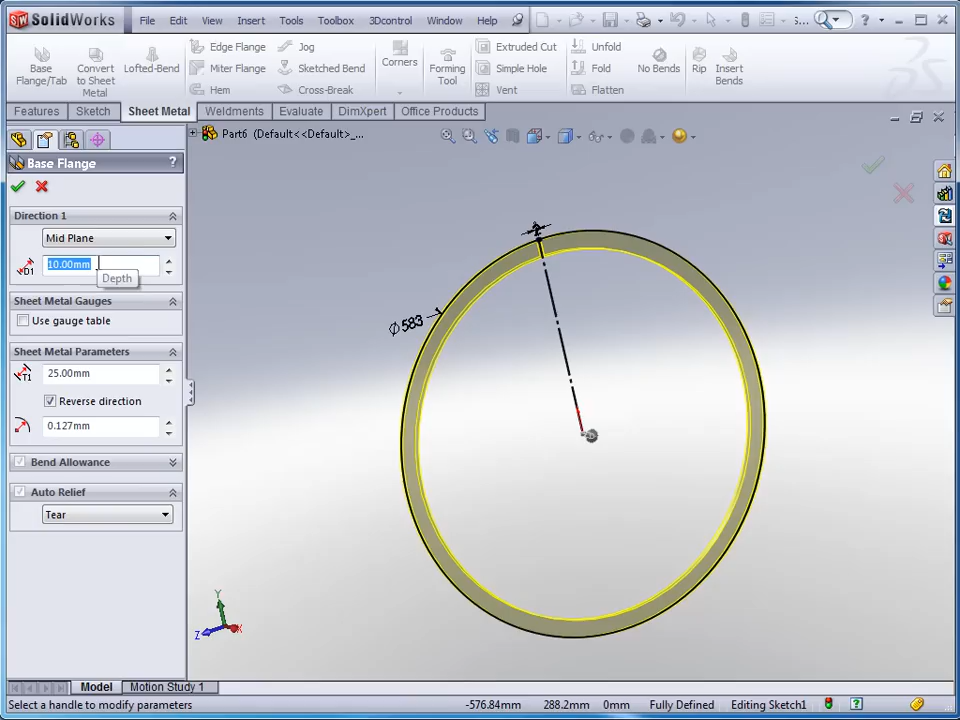 SW SolidWorks File Edit View Insert Tools Toolbox 3Dcontrol Window Help S... ?
Base Flange/Tab
Convert to Sheet Metal
Lofted-Bend
Edge Flange
Miter Flange
Hem
Jog
Sketched Bend
Cross-Break
Corners
Forming Tool
Extruded Cut
Simple Hole
Vent
Unfold
Fold
Flatten
No Bends
Rip
Insert Bends
Features Sketch Sheet Metal Weldments Evaluate DimXpert Office Products
Part6 (Default<<Default>_...
Base Flange ?
Direction 1
Mid Plane
D1 10.00mm
Depth
Sheet Metal Gauges
Use gauge table
Sheet Metal Parameters
T1 25.00mm
Reverse direction
0.127mm
Bend Allowance
Auto Relief
Tear
2
Ø583
Y
Z X
Model Motion Study 1
Select a handle to modify parameters -576.84mm 288.2mm 0mm Fully Defined Editing Sketch1 ?